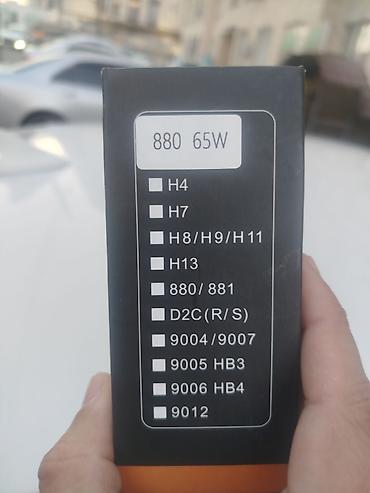 880 65W
H4
H7
H8/H9/H11
H13
880/881
D2C(R/S)
9004/9007
9005 HB3
9006 HB4
9012